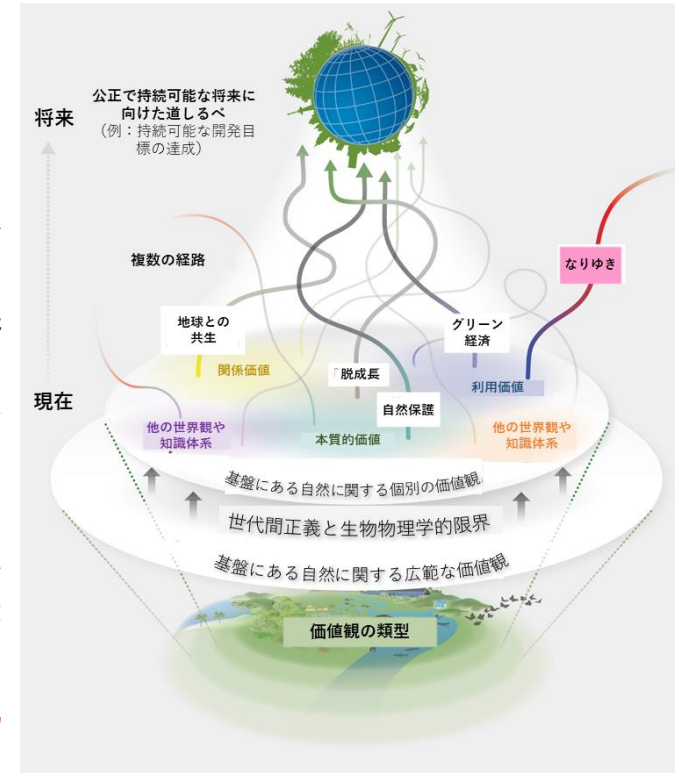 将来
公正で持続可能な将来に
向けた道しるべ
（例：持続可能な開発目
標の達成）
複数の経路
なりゆき
地球との
共生
グリーン
経済
関係価値
「脱成長
利用価値
現在
自然保護
他の世界観や
知識体系
本質的価値
他の世界観や
知識体系
基盤にある自然に関する個別の価値観
世代間正義と生物物理学的限界
基盤にある自然に関する広範な価値観
価値観の類型